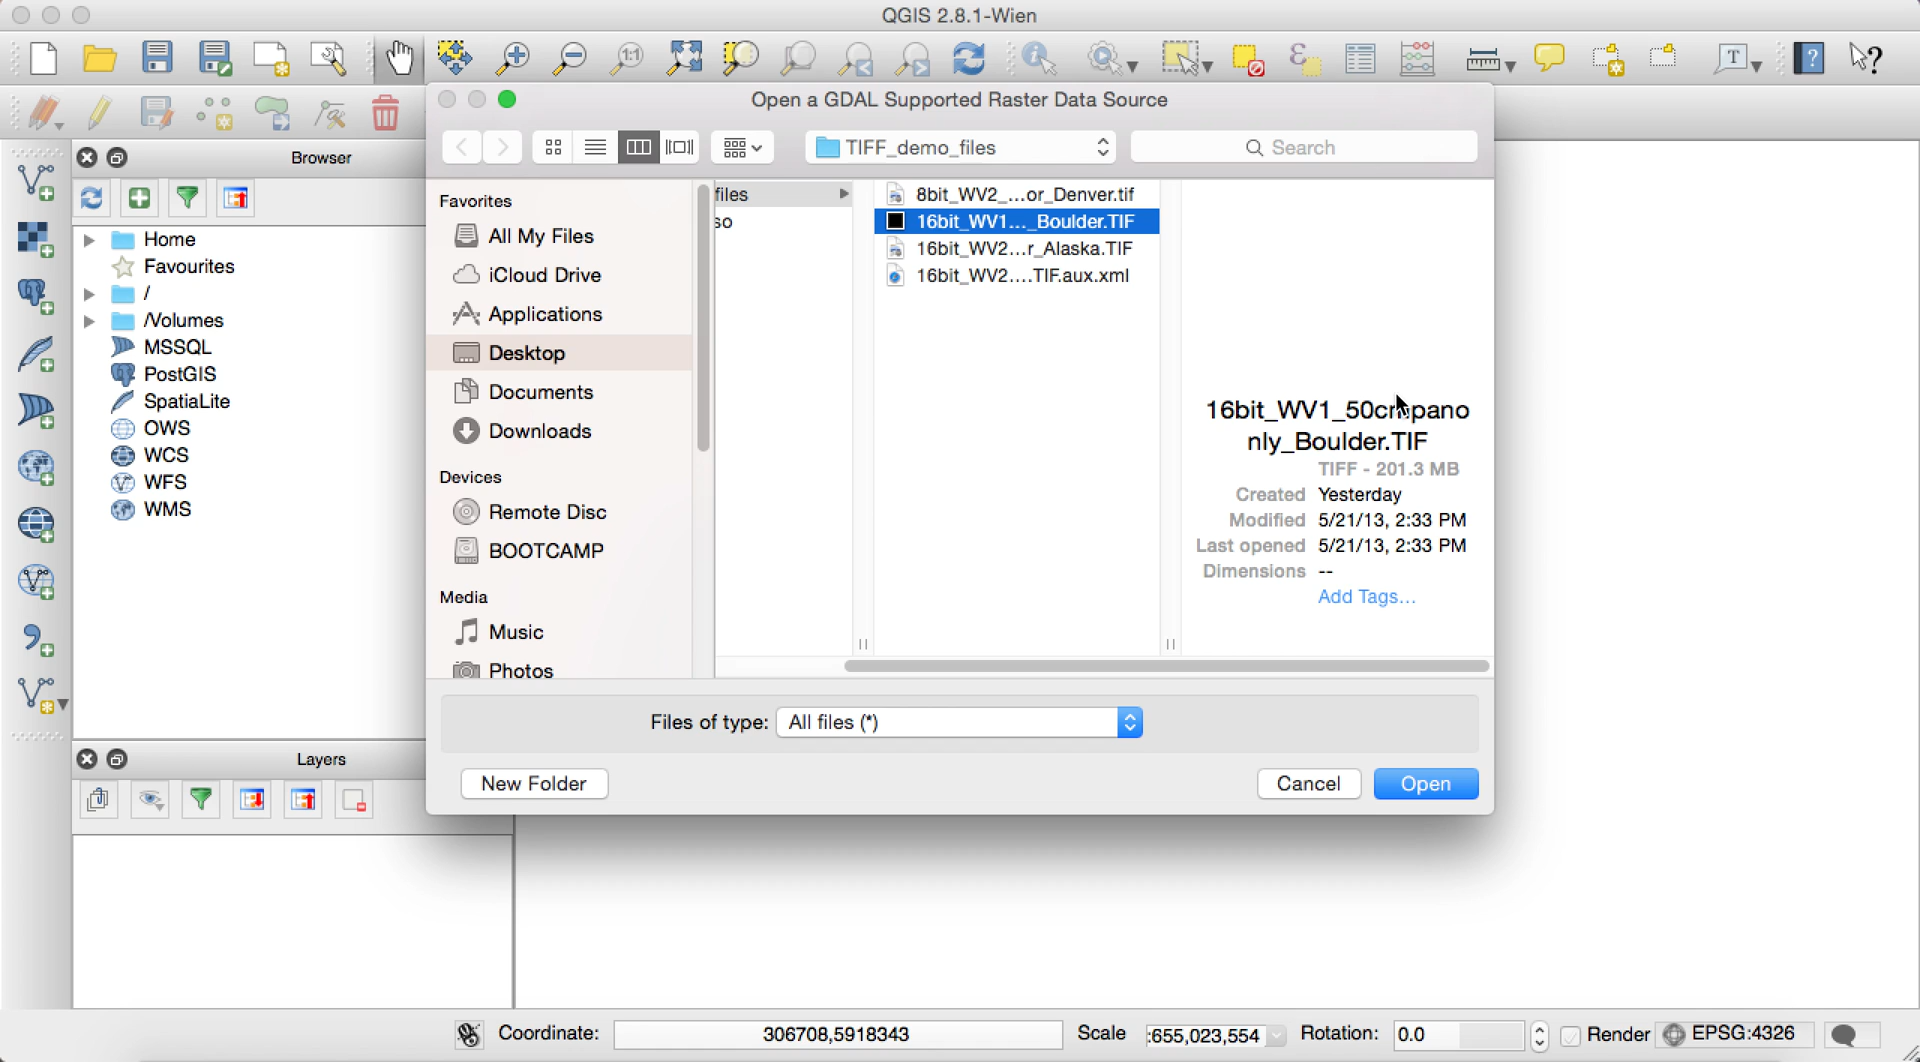 QGIS 2.8.1-Wien
Open a GDAL Supported Raster Data Source
TIFF_demo_files
Search
Browser
Home
Favourites
/
/Volumes
MSSQL
PostGIS
SpatiaLite
OWS
WCS
WFS
WMS
Favorites
All My Files
iCloud Drive
Applications
Desktop
Documents
Downloads
Devices
Remote Disc
BOOTCAMP
Media
Music
Photos
files
so
8bit_WV2_...or_Denver.tif
16bit_WV1..._Boulder.TIF
16bit_WV2...r_Alaska.TIF
16bit_WV2....TIF.aux.xml
16bit_WV1_50cmpano
nly_Boulder.TIF
TIFF - 201.3 MB
Created Yesterday
Modified 5/21/13, 2:33 PM
Last opened 5/21/13, 2:33 PM
Dimensions --
Add Tags...
Files of type: All files (*)
New Folder
Cancel
Open
Layers
Coordinate: 306708,5918343 Scale :655,023,554 Rotation: 0.0 Render EPSG:4326